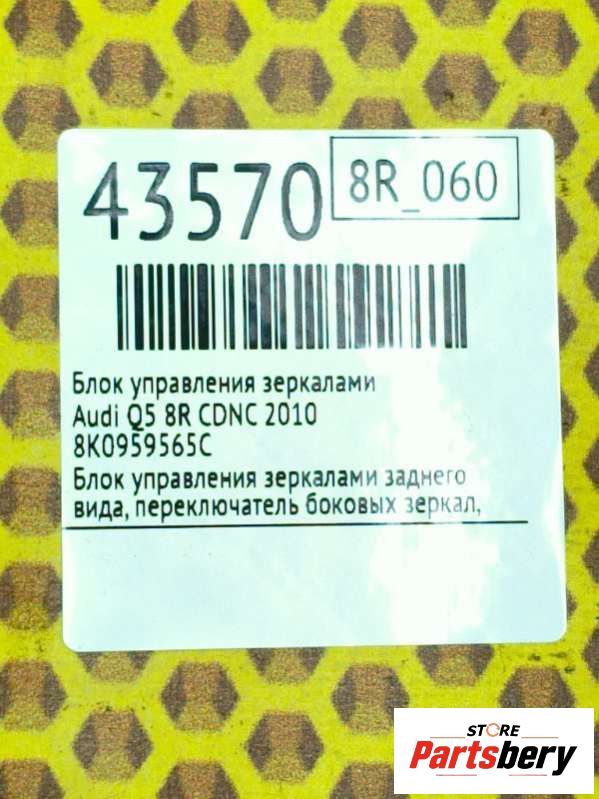 43570
8R_060
Блок управления зеркалами
Audi Q5 8R CDNC 2010
8K0959565C
Блок управления зеркалами заднего
вида, переключатель боковых зеркал,
STORE
Partsbery